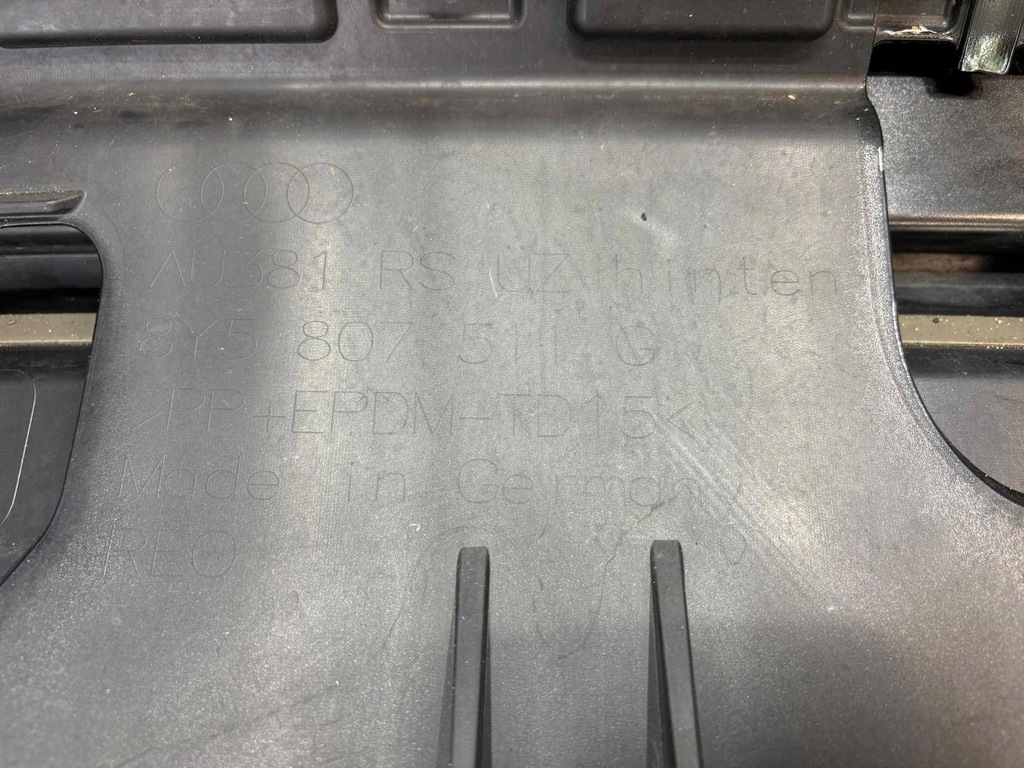 AU381 RS UZ hinten
8Y5 807 511 G
>PP+EPDM-TD15<
Made in Germany
REO